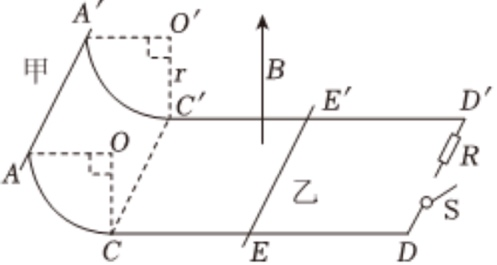 A′ O′
甲 r B
C′ E′ D′
R
A O
乙 S
C E D